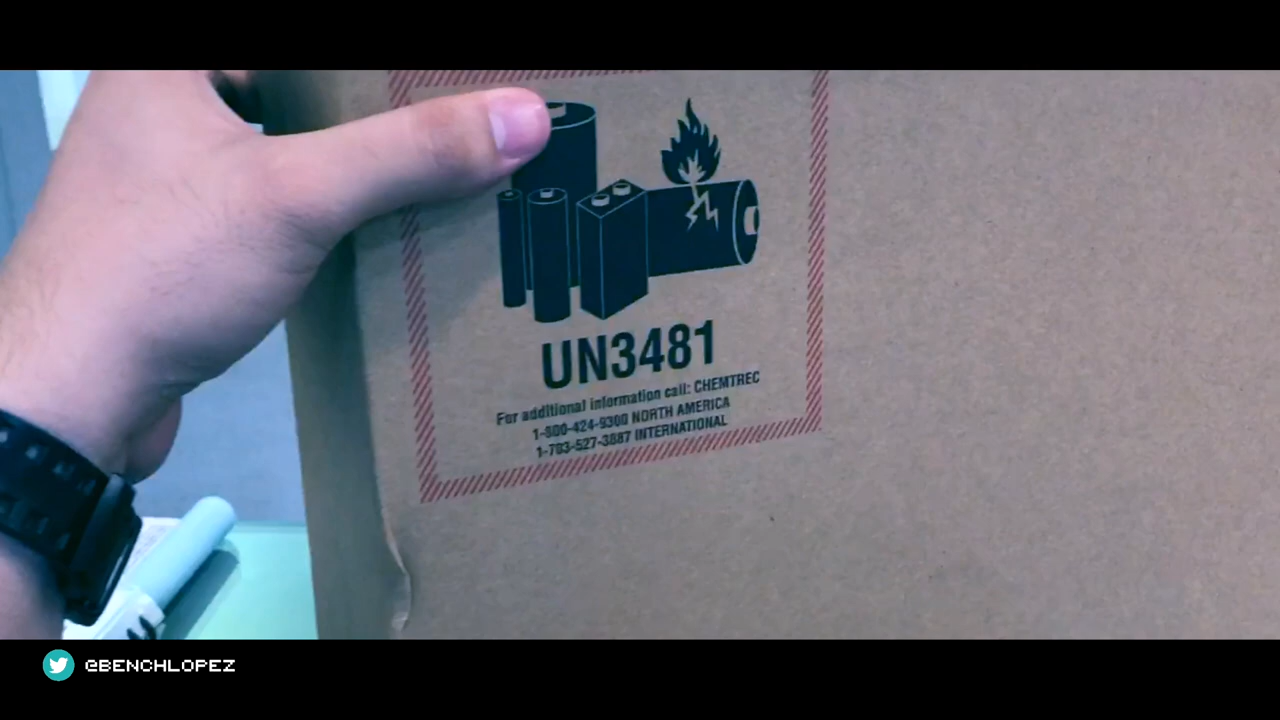 UN3481
For additional information call: CHEMTREC
1-800-424-9300 NORTH AMERICA
1-703-527-3887 INTERNATIONAL
@BENCHLOPEZ